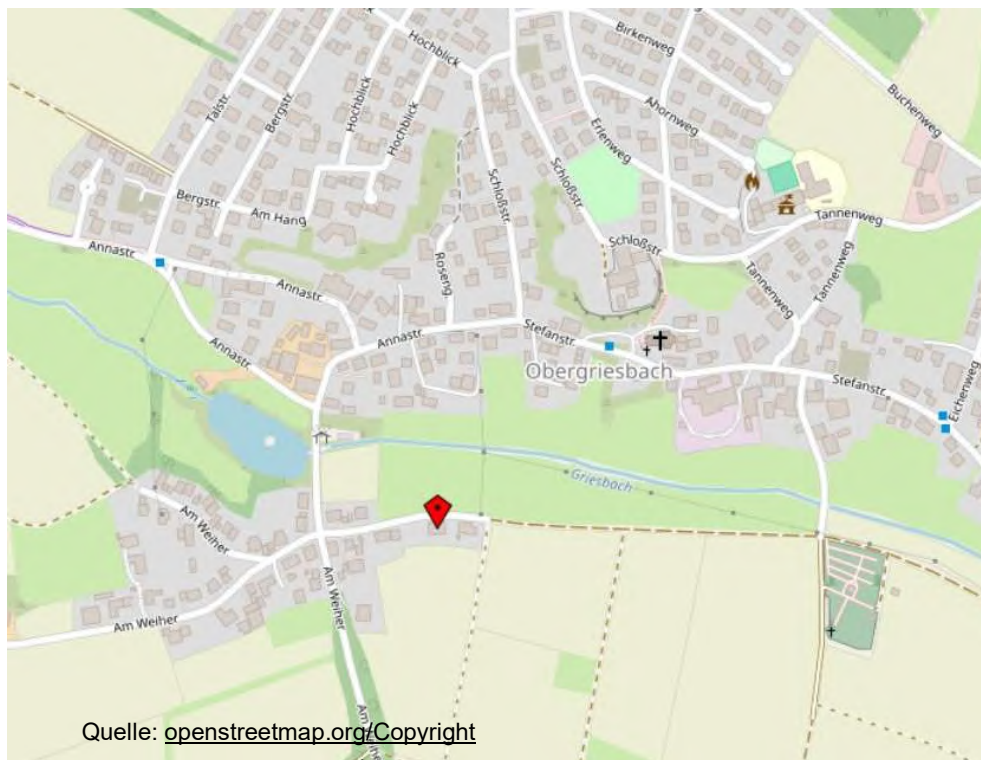 Hochblick
Birkenweg
Buchenweg
Talstr.
Bergstr.
Hochblick
Hochblick
Ahornweg
Erlenweg
Schloßstr.
Schloßstr.
Bergstr.
Am Hang
Tannenweg
Schloßstr.
Annastr.
Roseng.
Tannenweg
Tannenweg
Annastr.
Annastr.
Annastr.
Stefanstr.
Obergriesbach
Stefanstr.
Eichenweg
Griesbach
Am Weiher
Am Weiher
Am Weiher
Am We
Quelle: openstreetmap.org/Copyright